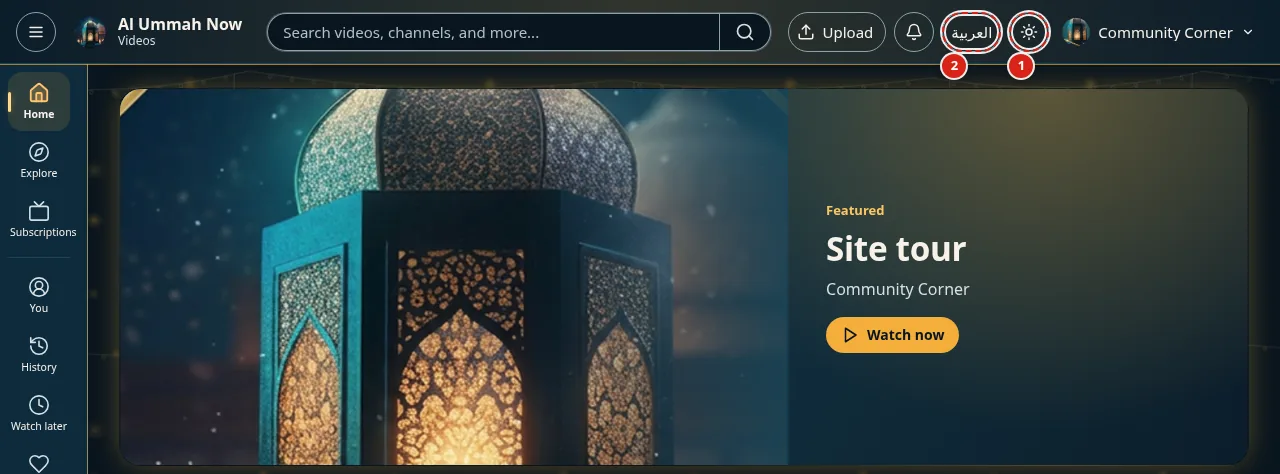 Al Ummah Now
Videos
Search videos, channels, and more...
Upload
العربية
Community Corner
2
1
Home
Explore
Subscriptions
You
History
Watch later
Featured
Site tour
Community Corner
Watch now